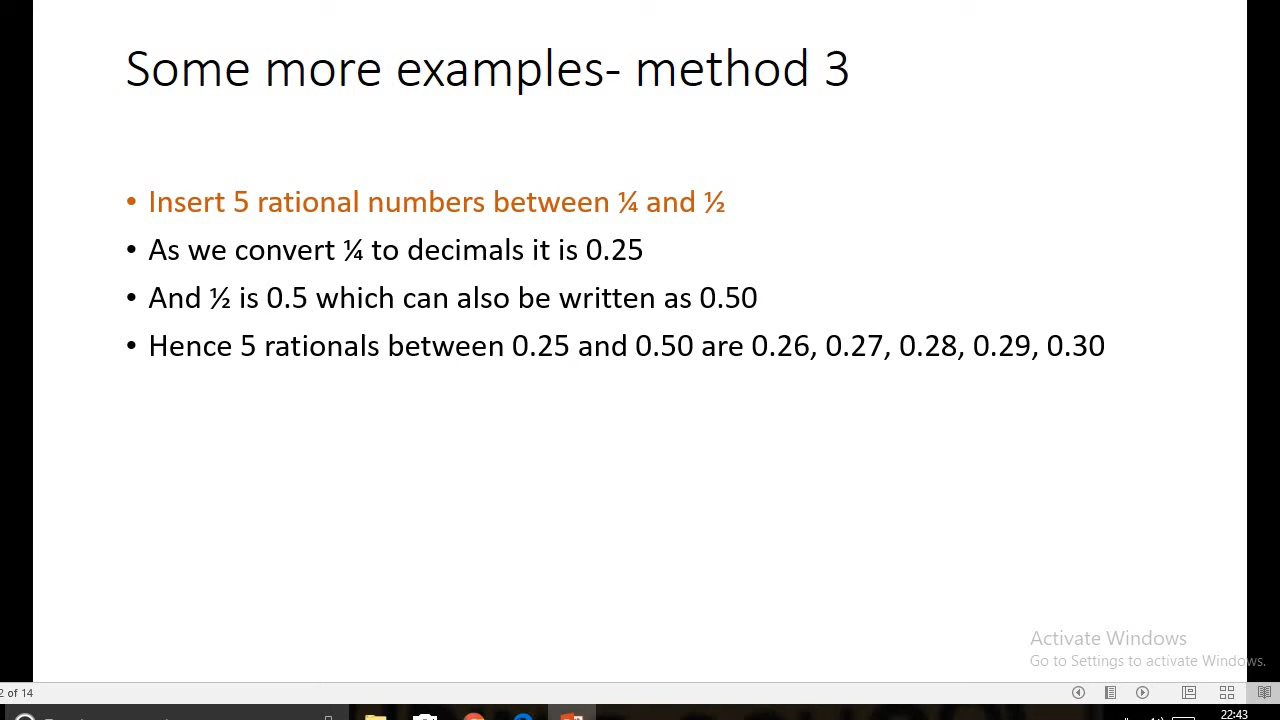 Some more examples- method 3
• Insert 5 rational numbers between ¼ and ½
• As we convert ¼ to decimals it is 0.25
• And ½ is 0.5 which can also be written as 0.50
• Hence 5 rationals between 0.25 and 0.50 are 0.26, 0.27, 0.28, 0.29, 0.30
Activate Windows
Go to Settings to activate Windows.
2 of 14
22:43